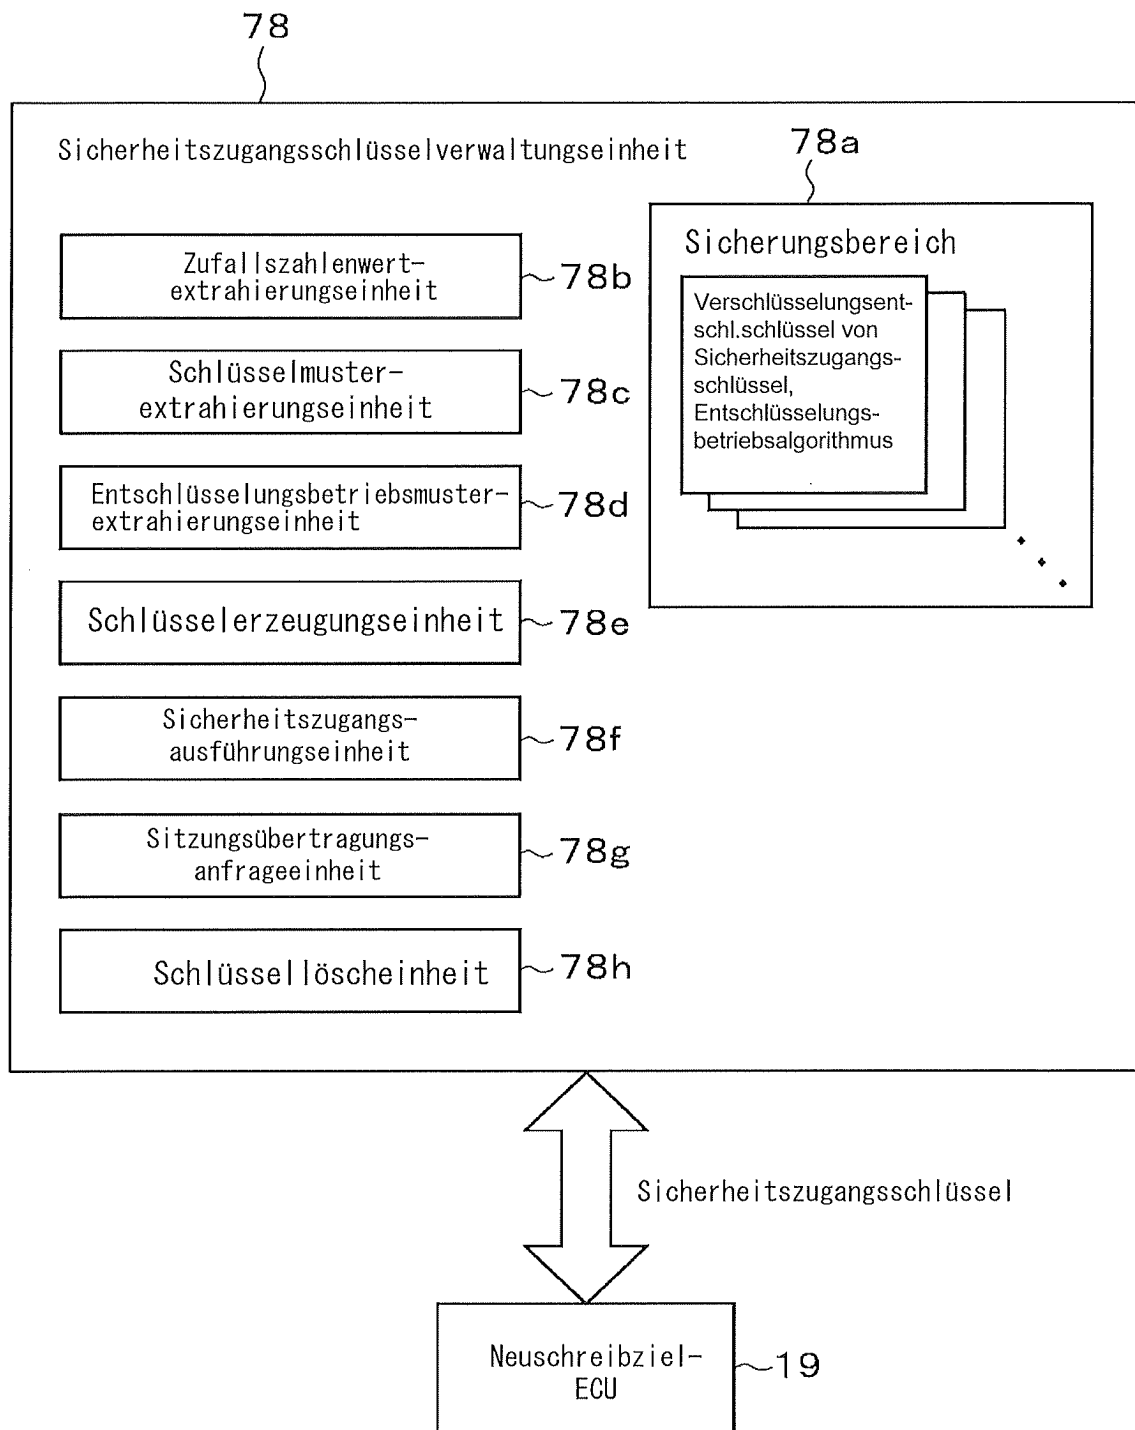 78
Sicherheitszugangsschlüsselverwaltungseinheit
78a
Sicherungsbereich
Verschlüsselungsent-
schl.schlüssel von
Sicherheitszugangs-
schlüssel,
Entschlüsselungs-
betriebsalgorithmus
Zufallszahlenwert-
extrahierungseinheit
78b
Schlüsselmuster-
extrahierungseinheit
78c
Entschlüsselungsbetriebsmuster-
extrahierungseinheit
78d
Schlüsselerzeugungseinheit
78e
Sicherheitszugangs-
ausführungseinheit
78f
Sitzungsübertragungs-
anfrageeinheit
78g
Schlüssellöscheinheit
78h
Sicherheitszugangsschlüssel
Neuschreibziel-
ECU
19